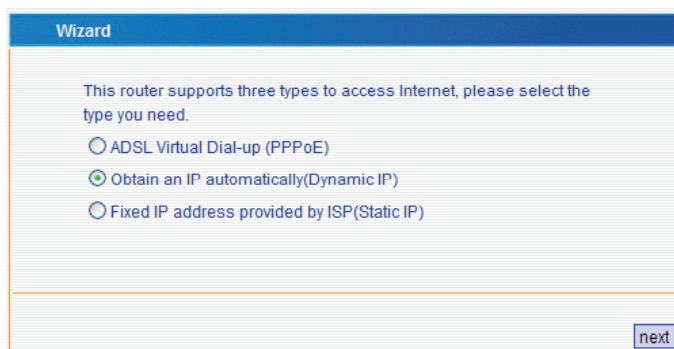 Wizard
This router supports three types to access Internet, please select the
type you need.
ADSL Virtual Dial-up (PPPoE)
Obtain an IP automatically(Dynamic IP)
Fixed IP address provided by ISP(Static IP)
next